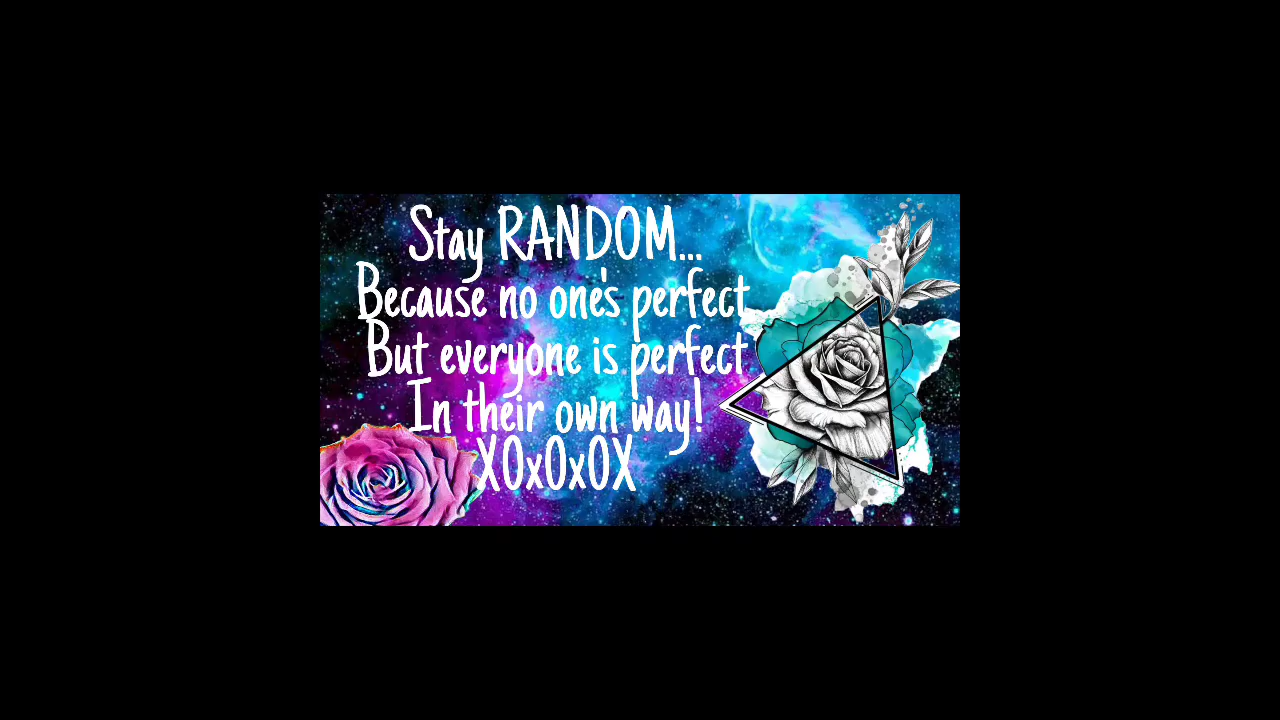 Stay RANDOM...
Because no one's perfect
But everyone is perfect
In their own way!
XOxOxOX